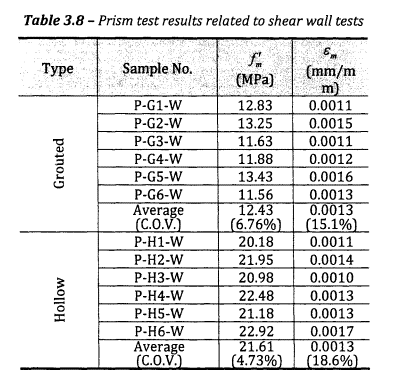 Table 3.8 – Prism test results related to shear wall tests
Type Sample No. f'm (MPa) εm (mm/m m)
Grouted
P-G1-W 12.83 0.0011
P-G2-W 13.25 0.0015
P-G3-W 11.63 0.0011
P-G4-W 11.88 0.0012
P-G5-W 13.43 0.0016
P-G6-W 11.56 0.0013
Average 12.43 0.0013
(C.O.V.) (6.76%) (15.1%)
Hollow
P-H1-W 20.18 0.0011
P-H2-W 21.95 0.0014
P-H3-W 20.98 0.0010
P-H4-W 22.48 0.0013
P-H5-W 21.18 0.0013
P-H6-W 22.92 0.0017
Average 21.61 0.0013
(C.O.V.) (4.73%) (18.6%)